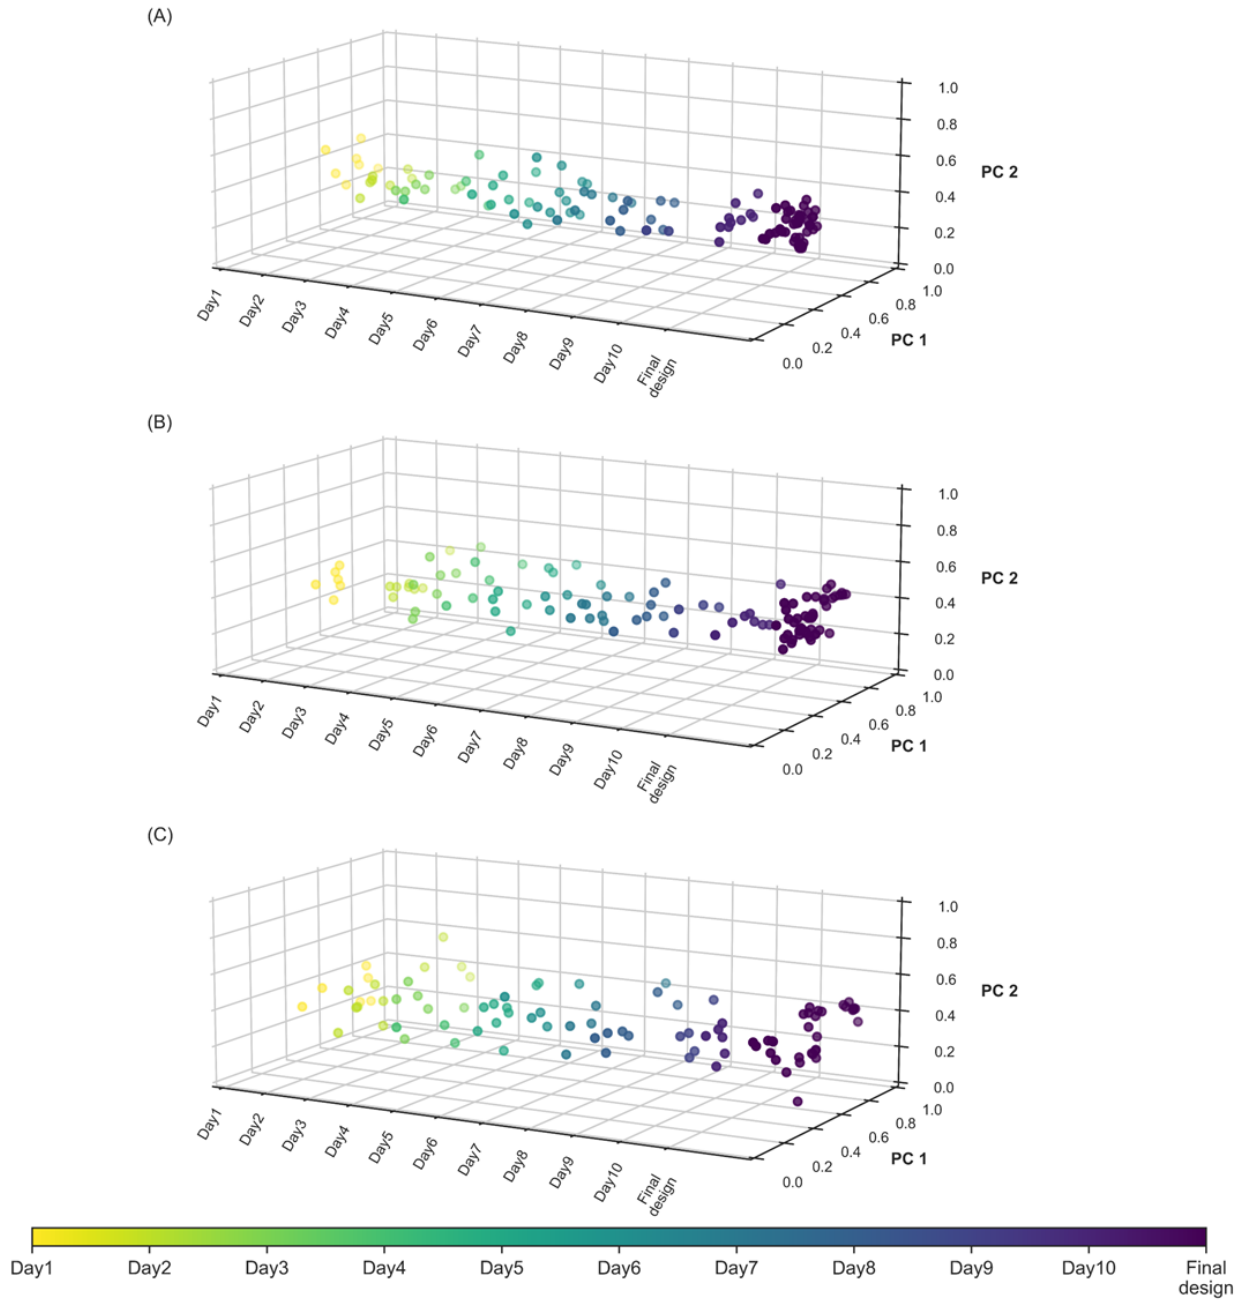 (A)
1.0
0.8
0.6
PC 2
0.4
0.2
0.0
1.0
0.8
0.6
0.4
PC 1
0.2
0.0
Day1
Day2
Day3
Day4
Day5
Day6
Day7
Day8
Day9
Day10
Final
design
(B)
1.0
0.8
0.6
PC 2
0.4
0.2
0.0
1.0
0.8
0.6
0.4
PC 1
0.2
0.0
Day1
Day2
Day3
Day4
Day5
Day6
Day7
Day8
Day9
Day10
Final
design
(C)
1.0
0.8
0.6
PC 2
0.4
0.2
0.0
1.0
0.8
0.6
0.4
PC 1
0.2
0.0
Day1
Day2
Day3
Day4
Day5
Day6
Day7
Day8
Day9
Day10
Final
design
Day1 Day2 Day3 Day4 Day5 Day6 Day7 Day8 Day9 Day10 Final
design